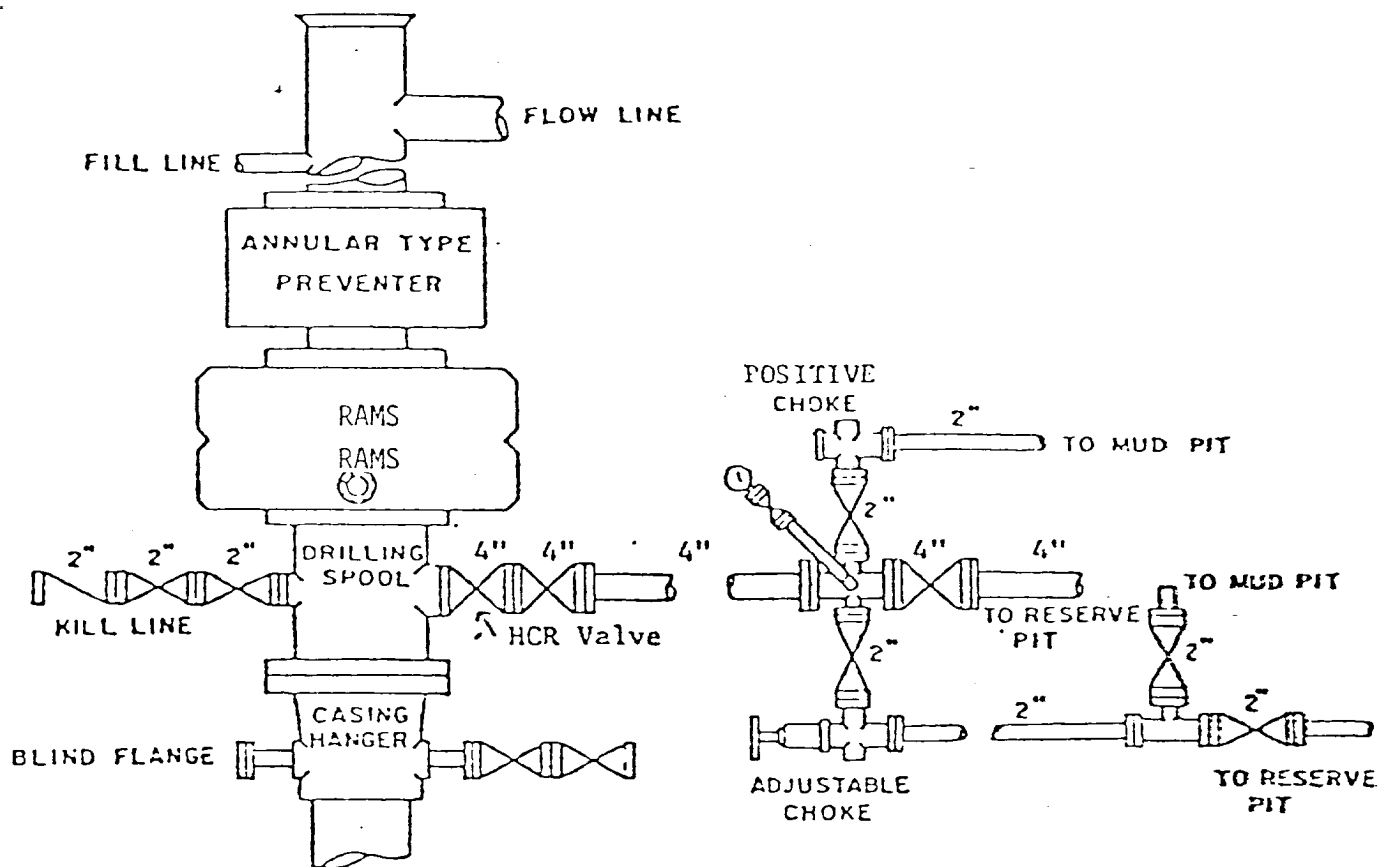 FLOW LINE
FILL LINE
ANNULAR TYPE
PREVENTER
RAMS
RAMS
POSITIVE
CHOKE
2"
TO MUD PIT
2"
2" 2" 2"
DRILLING
SPOOL
4" 4" 4"
KILL LINE
HCR Valve
4" 4"
TO RESERVE
PIT
TO MUD PIT
2"
2"
2" 2"
CASING
HANGER
BLIND FLANGE
ADJUSTABLE
CHOKE
TO RESERVE
PIT